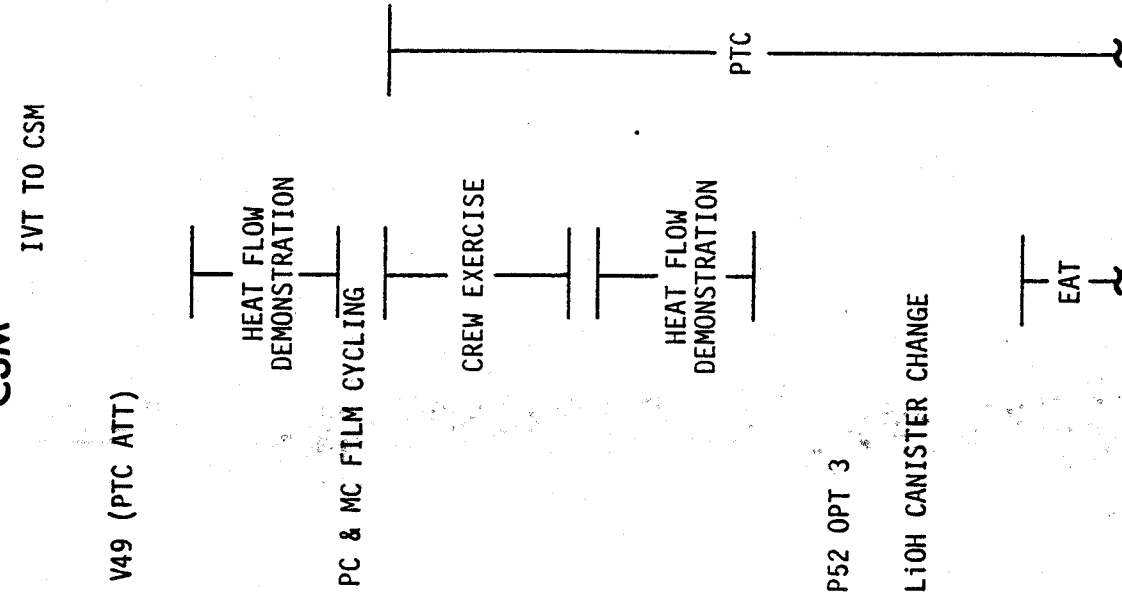 CSM
IVT TO CSM
V49 (PTC ATT)
HEAT FLOW
DEMONSTRATION
PC & MC FILM CYCLING
PTC
CREW EXERCISE
HEAT FLOW
DEMONSTRATION
P52 OPT 3
LiOH CANISTER CHANGE
EAT